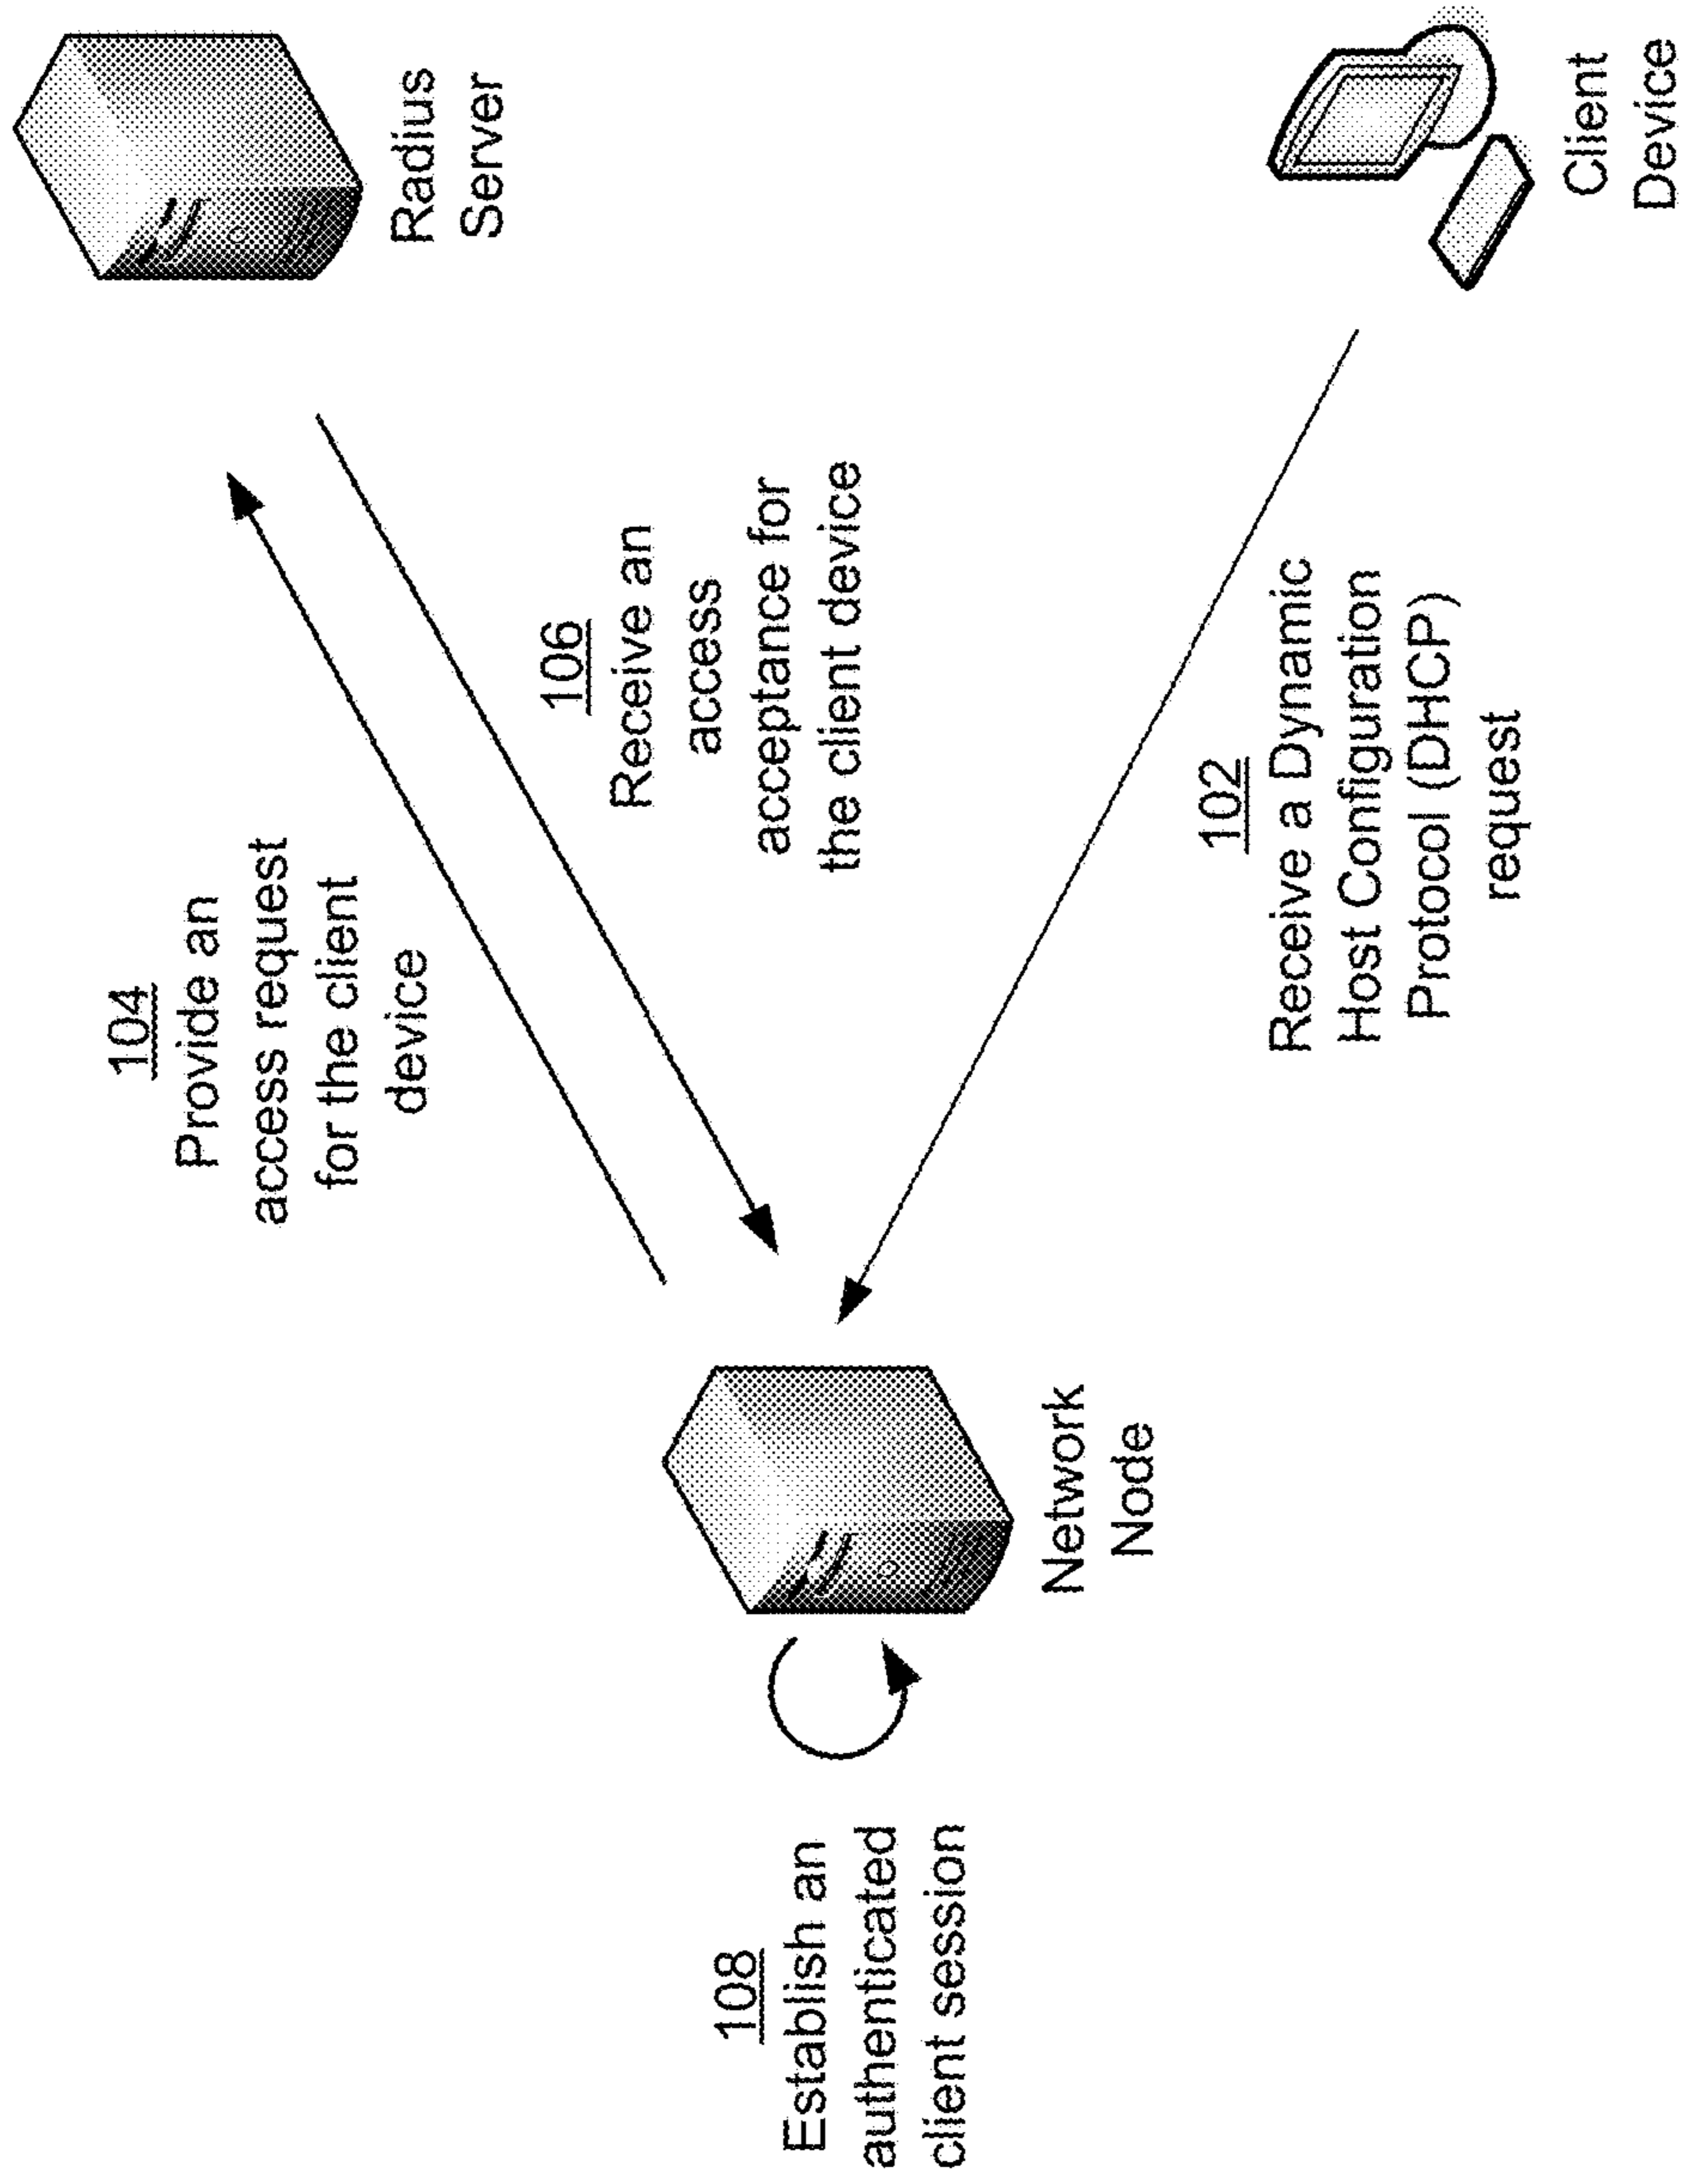 104
Provide an
access request
for the client
device
Radius
Server
106
Receive an
access
acceptance for
the client device
108
Establish an
authenticated
client session
Network
Node
102
Receive a Dynamic
Host Configuration
Protocol (DHCP)
request
Client
Device